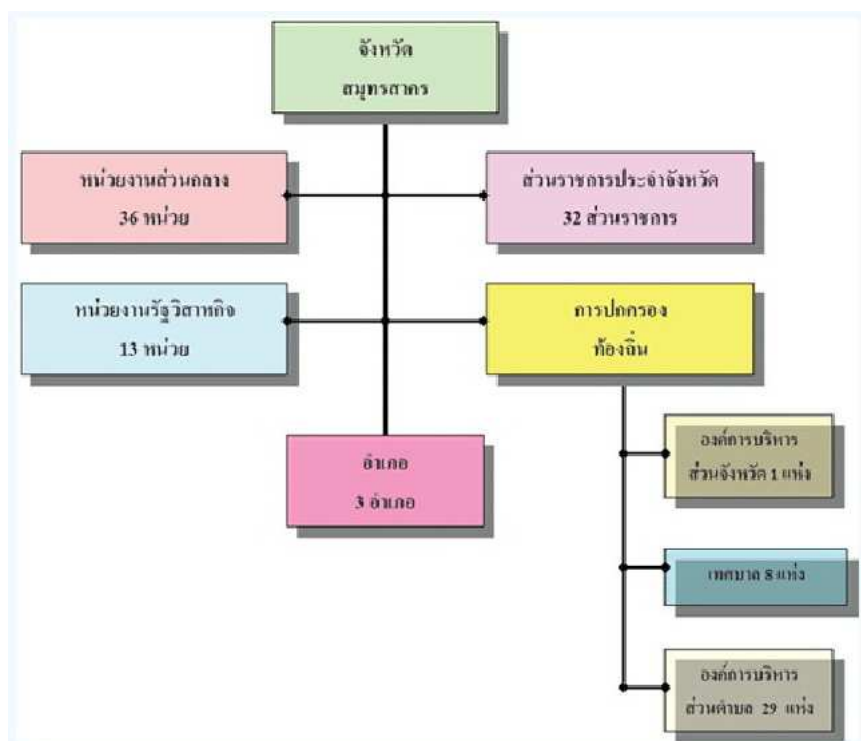 จังหวัด
สมุทรสาคร
หน่วยงานส่วนกลาง
36 หน่วย
ส่วนราชการประจำจังหวัด
32 ส่วนราชการ
หน่วยงานรัฐวิสาหกิจ
13 หน่วย
การปกครอง
ท้องถิ่น
อำเภอ
3 อำเภอ
องค์การบริหาร
ส่วนจังหวัด 1 แห่ง
เทศบาล 8 แห่ง
องค์การบริหาร
ส่วนตำบล 29 แห่ง